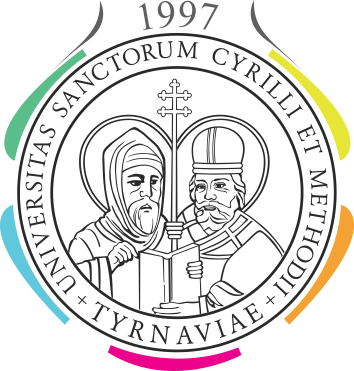 1997
UNIVERSITAS SANCTORUM CYRILLI ET METHODII
+ TYRNAVIAE +